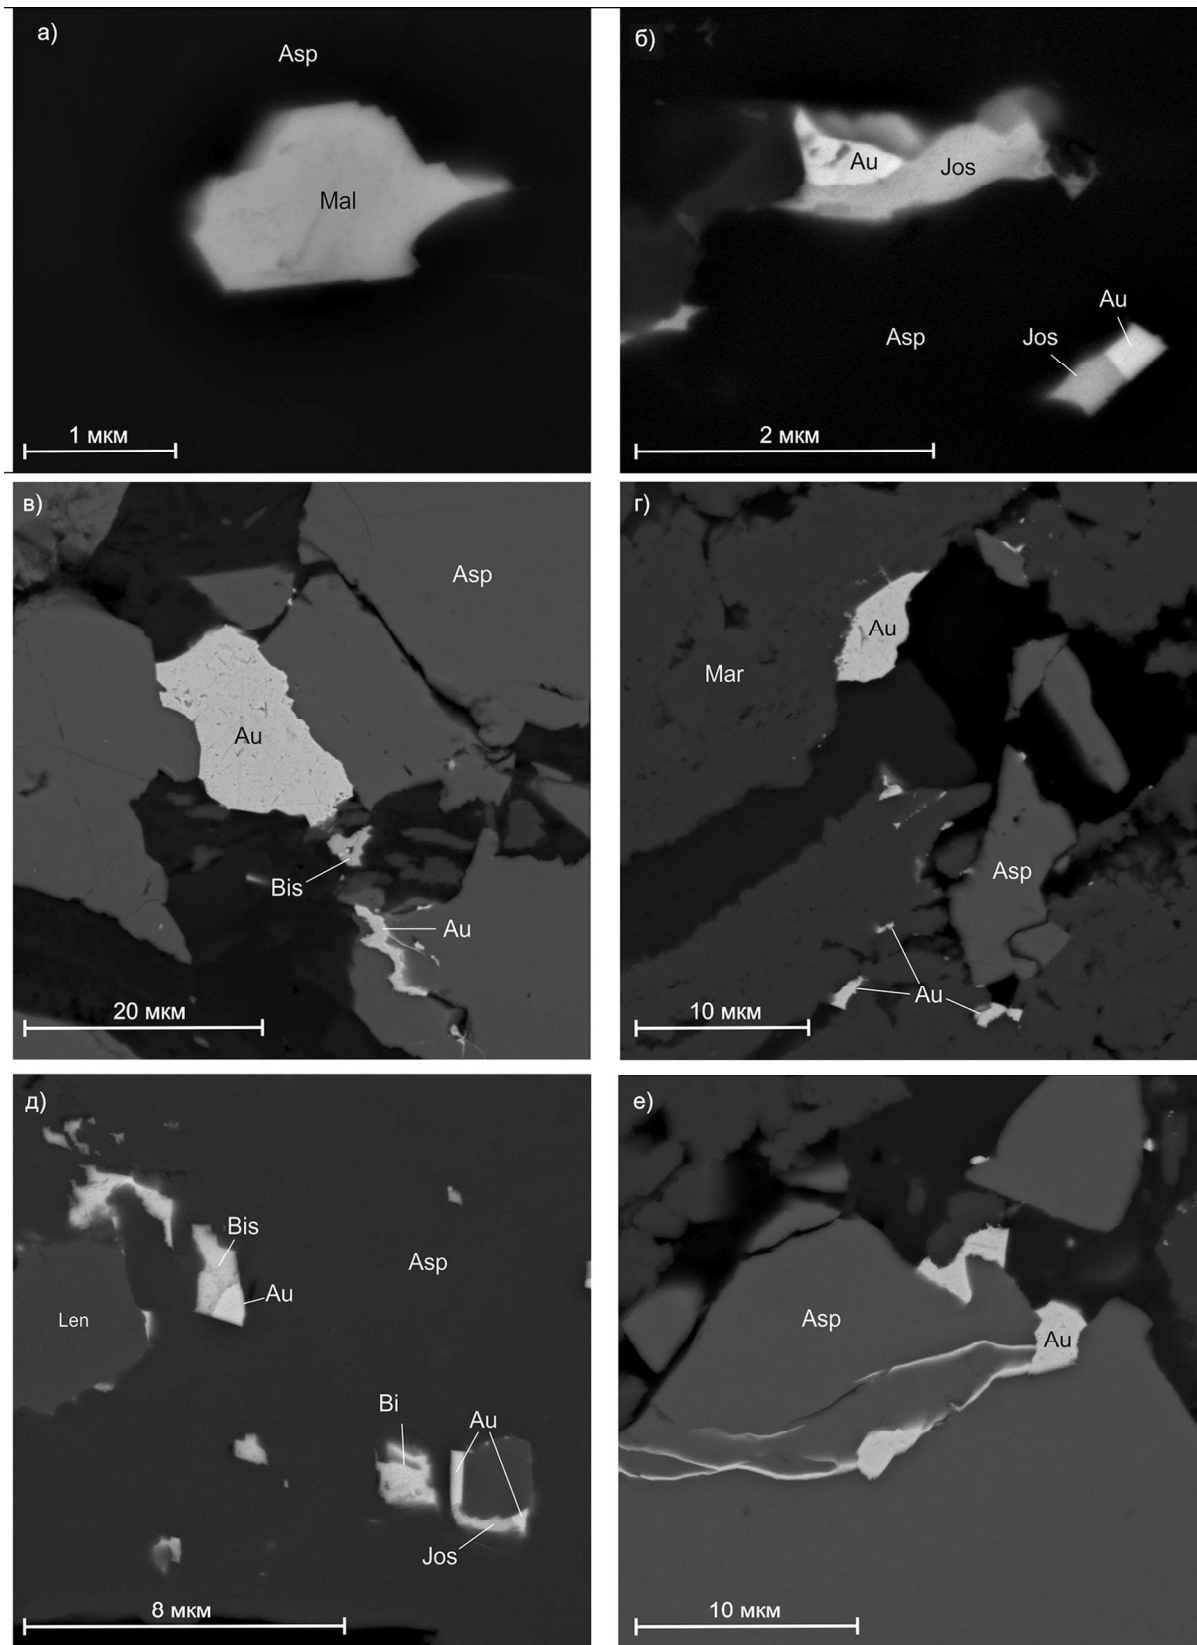 а)
Asp
Mal
1 мкм
б)
Au
Jos
Au
Jos
Asp
2 мкм
в)
Asp
Au
Bis
Au
20 мкм
г)
Au
Mar
Asp
Au
10 мкм
д)
Bis
Asp
Au
Len
Bi
Au
Jos
8 мкм
е)
Asp
Au
10 мкм